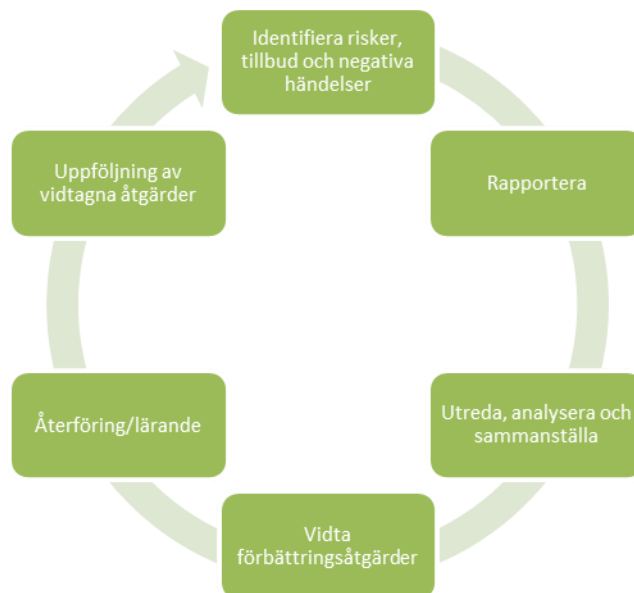 Identifiera risker,
tillbud och negativa
händelser
Rapportera
Utreda, analysera och
sammanställa
Vidta
förbättringsåtgärder
Återföring/lärande
Uppföljning av
vidtagna åtgärder